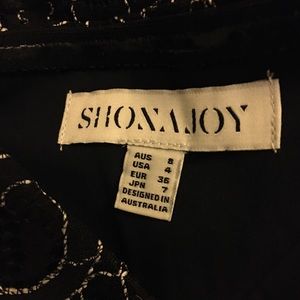 SHONAJOY
AUS 8
USA 4
EUR 36
JPN 7
DESIGNED IN
AUSTRALIA